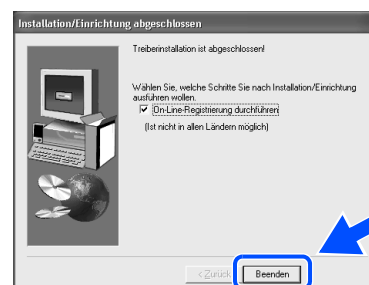 Installation/Einrichtung abgeschlossen
Treiberinstallation ist abgeschlossen!
Wählen Sie, welche Schritte Sie nach Installation/Einrichtung
ausführen wollen.
On-Line-Registrierung durchführen
(Ist nicht in allen Ländern möglich)
< Zurück
Beenden